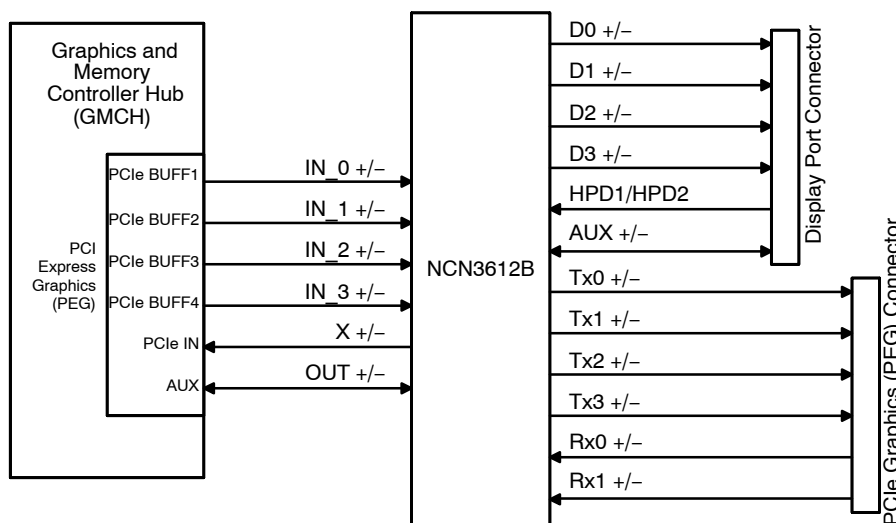 Graphics and
Memory
Controller Hub
(GMCH)
PCI
Express
Graphics
(PEG)
PCIe BUFF1
PCIe BUFF2
PCIe BUFF3
PCIe BUFF4
PCIe IN
AUX
IN_0 +/−
IN_1 +/−
IN_2 +/−
IN_3 +/−
X +/−
OUT +/−
NCN3612B
D0 +/−
D1 +/−
D2 +/−
D3 +/−
HPD1/HPD2
AUX +/−
Tx0 +/−
Tx1 +/−
Tx2 +/−
Tx3 +/−
Rx0 +/−
Rx1 +/−
Display Port Connector
PCIe Graphics (PEG) Connector